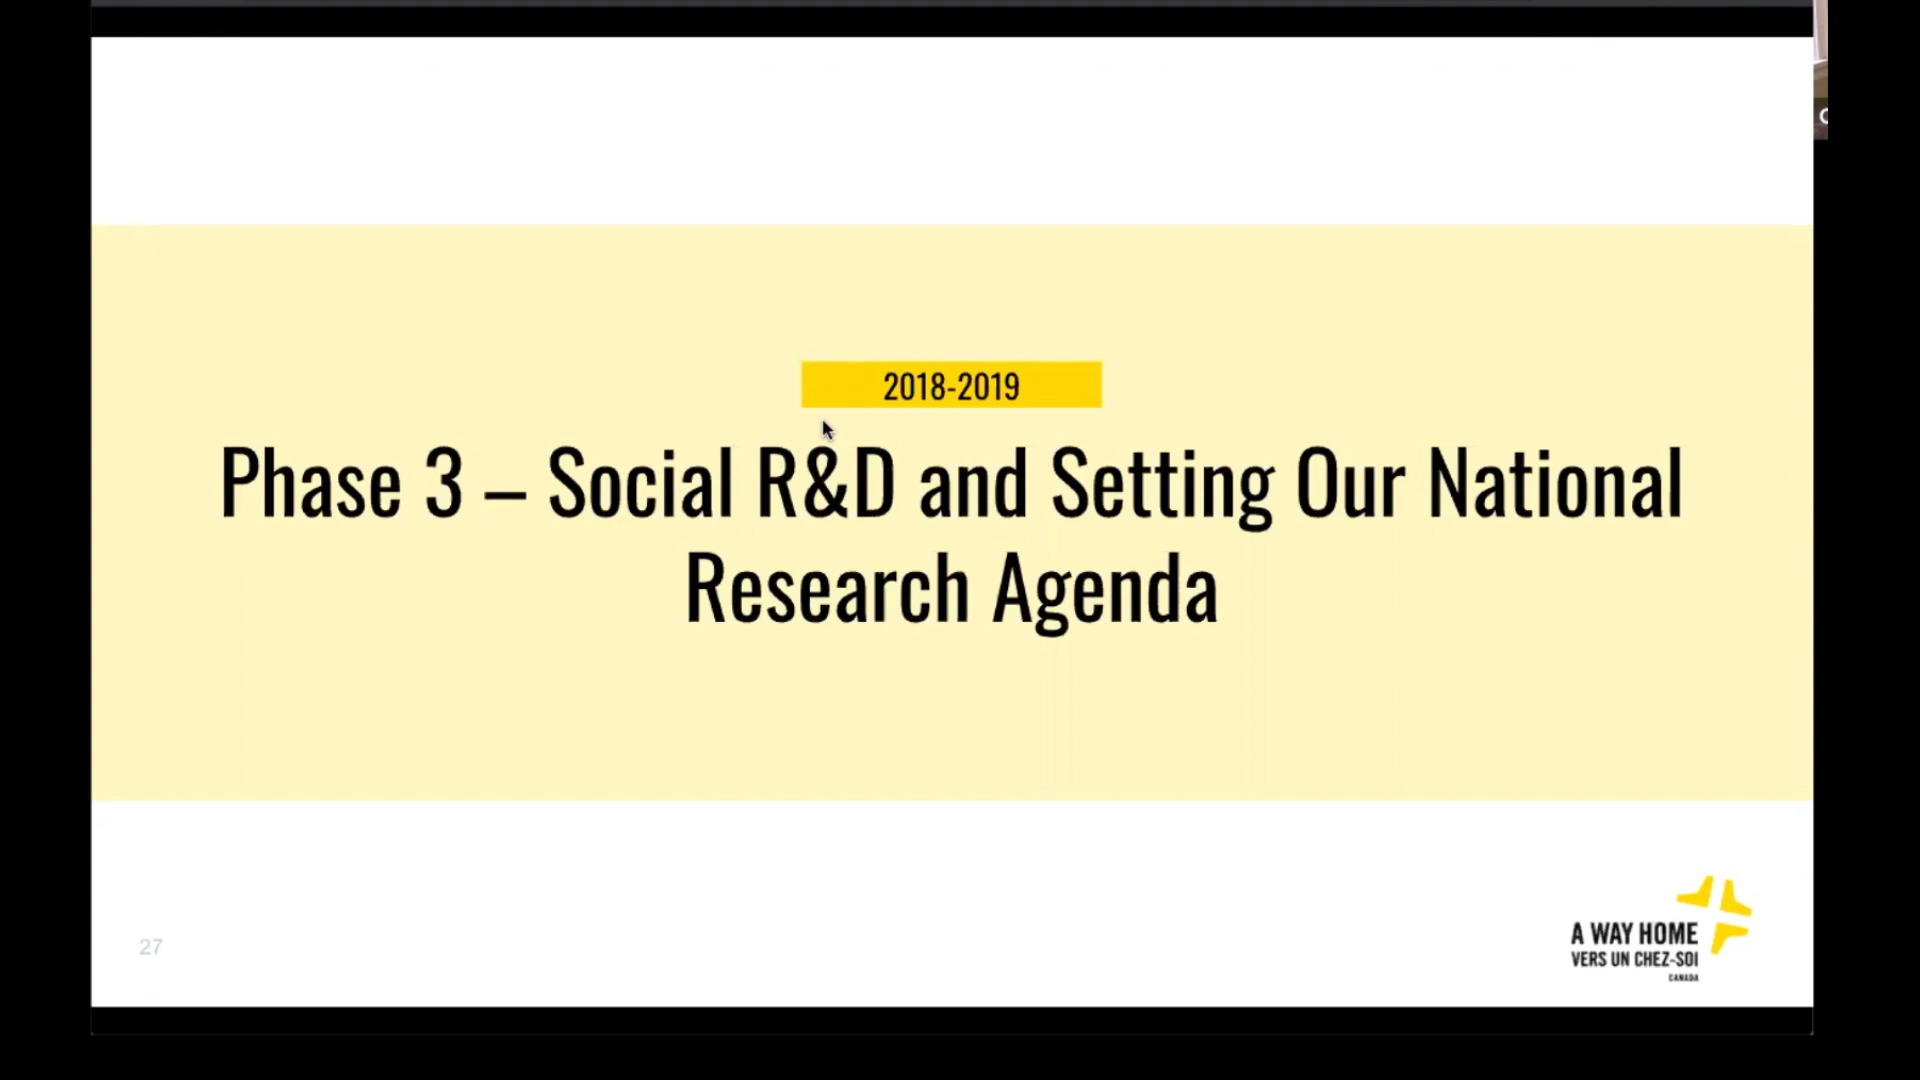 2018-2019
Phase 3 – Social R&D and Setting Our National
Research Agenda
27
A WAY HOME
VERS UN CHEZ-SOI
CANADA